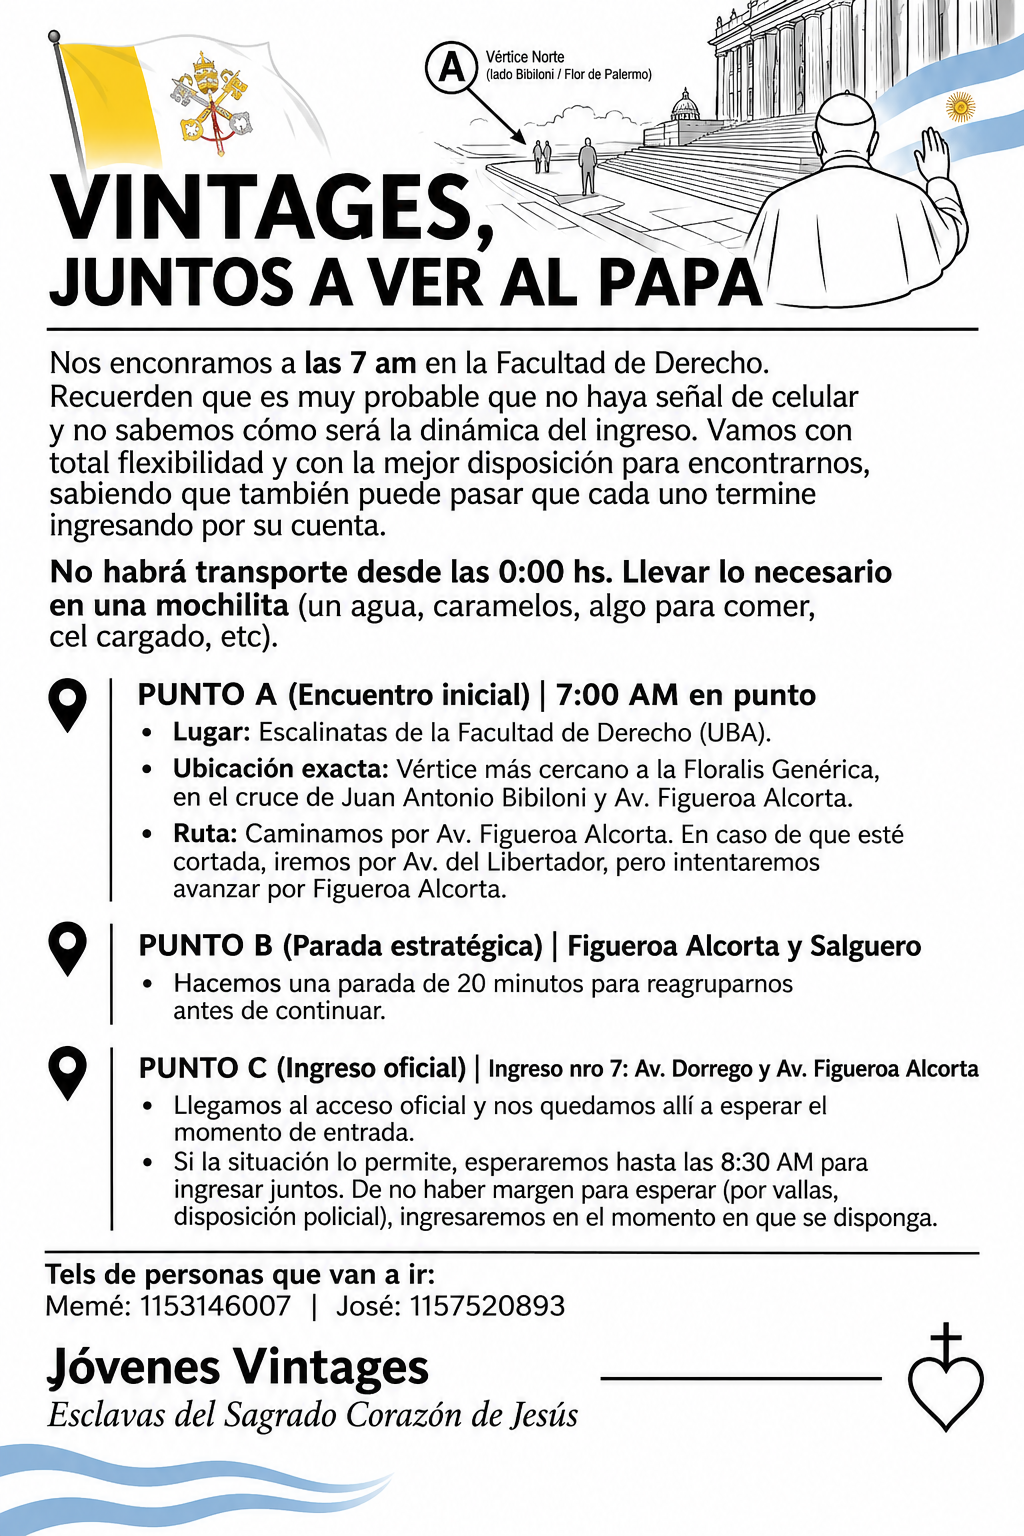 A
Vértice Norte
(lado Bibiloni / Flor de Palermo)
VINTAGES,
JUNTOS A VER AL PAPA
Nos enconramos a las 7 am en la Facultad de Derecho.
Recuerden que es muy probable que no haya señal de celular
y no sabemos cómo será la dinámica del ingreso. Vamos con
total flexibilidad y con la mejor disposición para encontrarnos,
sabiendo que también puede pasar que cada uno termine
ingresando por su cuenta.
No habrá transporte desde las 0:00 hs. Llevar lo necesario
en una mochilita (un agua, caramelos, algo para comer,
cel cargado, etc).
PUNTO A (Encuentro inicial) | 7:00 AM en punto
• Lugar: Escalinatas de la Facultad de Derecho (UBA).
• Ubicación exacta: Vértice más cercano a la Floralis Genérica,
en el cruce de Juan Antonio Bibiloni y Av. Figueroa Alcorta.
• Ruta: Caminamos por Av. Figueroa Alcorta. En caso de que esté
cortada, iremos por Av. del Libertador, pero intentaremos
avanzar por Figueroa Alcorta.
PUNTO B (Parada estratégica) | Figueroa Alcorta y Salguero
• Hacemos una parada de 20 minutos para reagruparnos
antes de continuar.
PUNTO C (Ingreso oficial) | Ingreso nro 7: Av. Dorrego y Av. Figueroa Alcorta
• Llegamos al acceso oficial y nos quedamos allí a esperar el
momento de entrada.
• Si la situación lo permite, esperaremos hasta las 8:30 AM para
ingresar juntos. De no haber margen para esperar (por vallas,
disposición policial), ingresaremos en el momento en que se disponga.
Tels de personas que van a ir:
Memé: 1153146007 | José: 1157520893
Jóvenes Vintages
Esclavas del Sagrado Corazón de Jesús